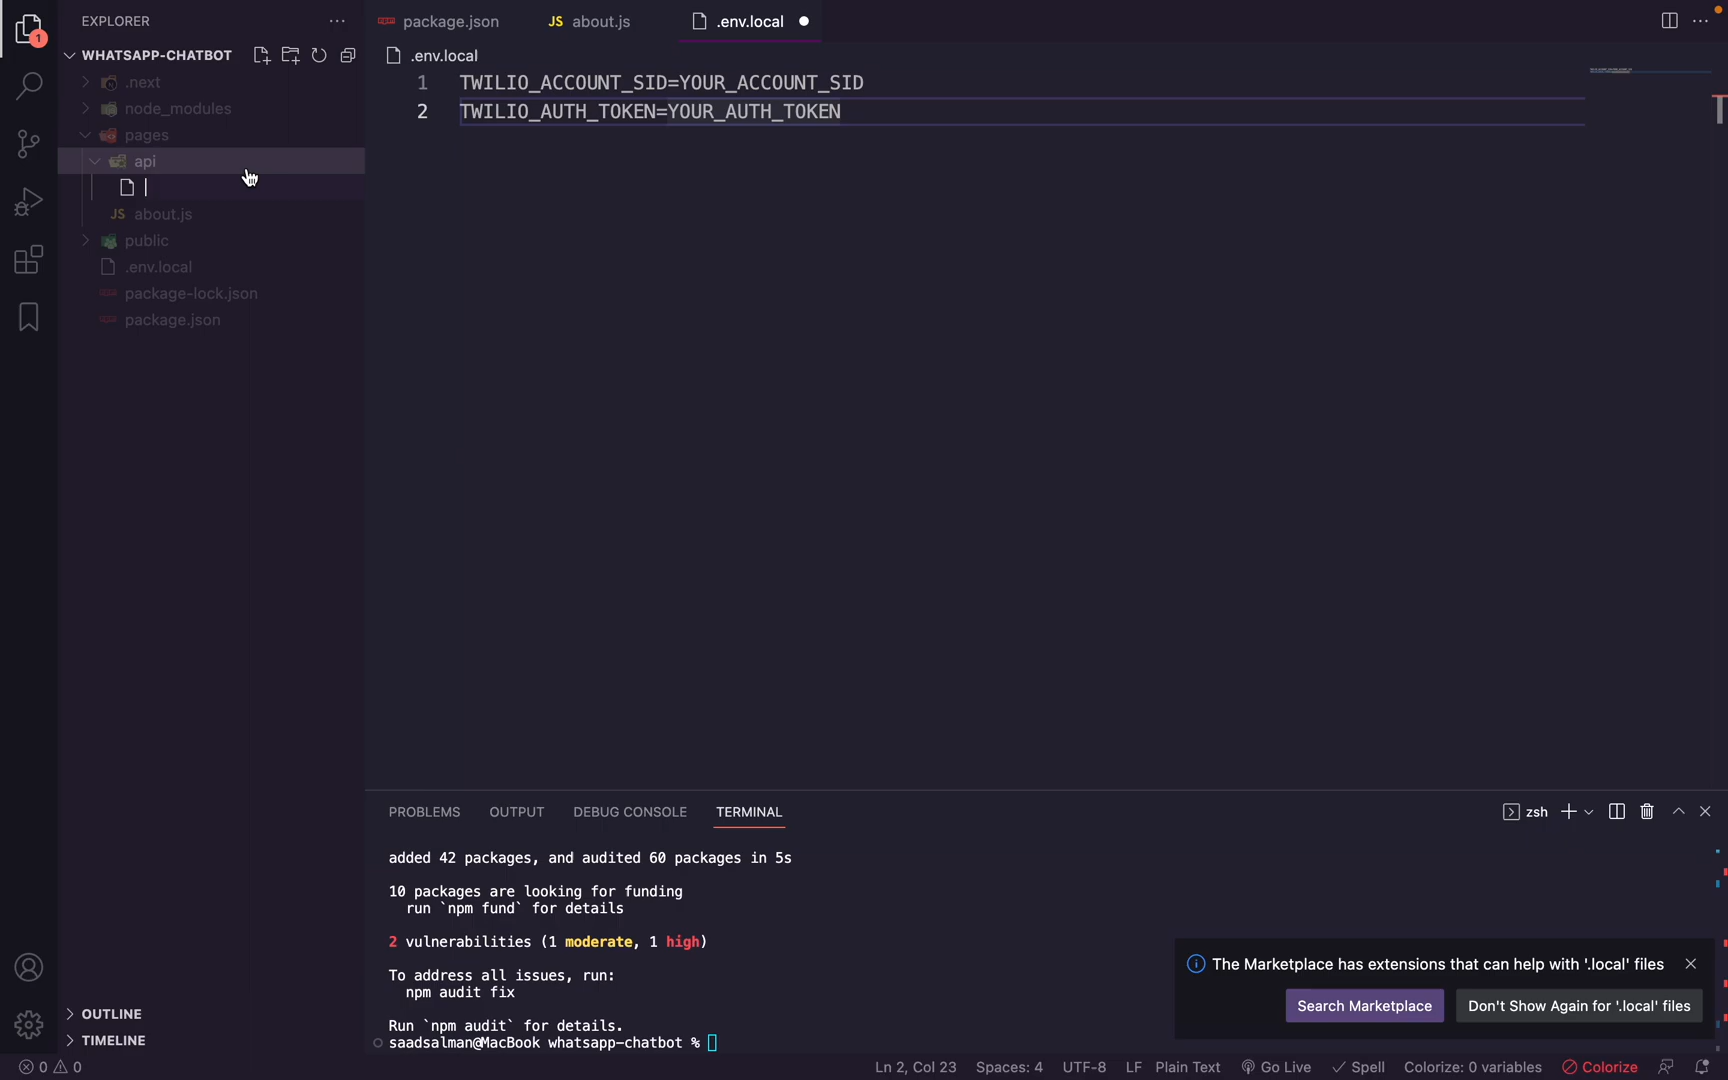 EXPLORER
WHATSAPP-CHATBOT
.next
node_modules
pages
api
JS about.js
public
.env.local
package-lock.json
package.json
OUTLINE
TIMELINE
1
package.json
JS about.js
.env.local
.env.local
1 TWILIO_ACCOUNT_SID=YOUR_ACCOUNT_SID
2 TWILIO_AUTH_TOKEN=YOUR_AUTH_TOKEN
PROBLEMS OUTPUT DEBUG CONSOLE TERMINAL
zsh
added 42 packages, and audited 60 packages in 5s
10 packages are looking for funding
run `npm fund` for details
2 vulnerabilities (1 moderate, 1 high)
To address all issues, run:
npm audit fix
Run `npm audit` for details.
saadsalman@MacBook whatsapp-chatbot %
The Marketplace has extensions that can help with '.local' files
Search Marketplace
Don't Show Again for '.local' files
0 0
Ln 2, Col 23 Spaces: 4 UTF-8 LF Plain Text Go Live Spell Colorize: 0 variables Colorize